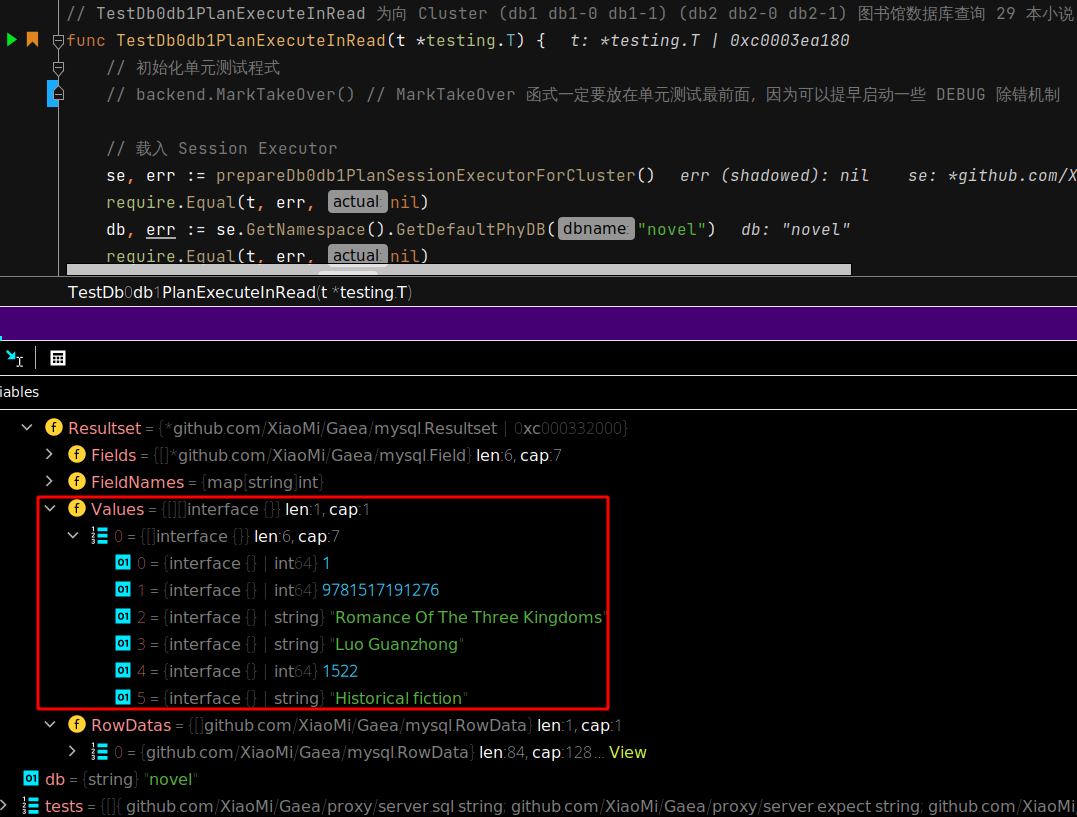 // TestDb0db1PlanExecuteInRead 为向 Cluster (db1 db1-0 db1-1) (db2 db2-0 db2-1) 图书馆数据库查询 29 本小说
func TestDb0db1PlanExecuteInRead(t *testing.T) { t: *testing.T | 0xc0003ea180
// 初始化单元测试程式
// backend.MarkTakeOver() // MarkTakeOver 函式一定要放在单元测试最前面, 因为可以提早启动一些 DEBUG 除错机制
// 载入 Session Executor
se, err := prepareDb0db1PlanSessionExecutorForCluster() err (shadowed): nil se: *github.com/X
require.Equal(t, err, actual: nil)
db, err := se.GetNamespace().GetDefaultPhyDB( dbname: "novel") db: "novel"
require.Equal(t, err, actual: nil)
TestDb0db1PlanExecuteInRead(t *testing.T)
iables
Resultset = {*github.com/XiaoMi/Gaea/mysql.Resultset | 0xc000332000}
Fields = {[]*github.com/XiaoMi/Gaea/mysql.Field} len:6, cap:7
FieldNames = {map[string]int}
Values = {[][]interface {}} len:1, cap:1
0 = {[]interface {}} len:6, cap:7
0 = {interface {} | int64} 1
1 = {interface {} | int64} 9781517191276
2 = {interface {} | string} "Romance Of The Three Kingdoms"
3 = {interface {} | string} "Luo Guanzhong"
4 = {interface {} | int64} 1522
5 = {interface {} | string} "Historical fiction"
RowDatas = {[]github.com/XiaoMi/Gaea/mysql.RowData} len:1, cap:1
0 = {github.com/XiaoMi/Gaea/mysql.RowData} len:84, cap:128 ... View
db = {string} "novel"
tests = {[]{ github.com/XiaoMi/Gaea/proxy/server.sql string; github.com/XiaoMi/Gaea/proxy/server.expect string; github.com/XiaoMi